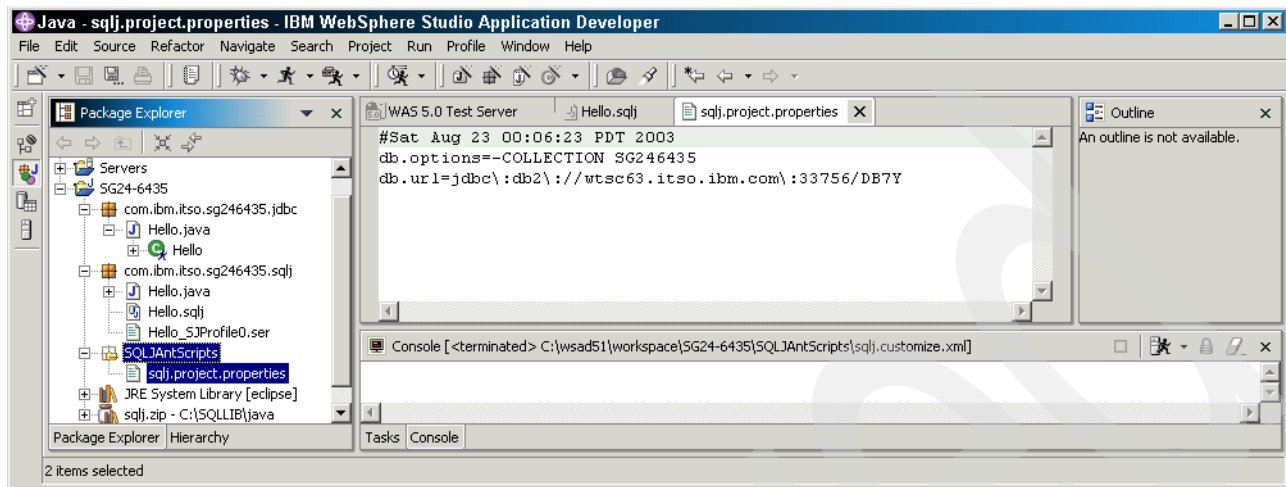 Java - sqlj.project.properties - IBM WebSphere Studio Application Developer
File Edit Source Refactor Navigate Search Project Run Profile Window Help
Package Explorer
WAS 5.0 Test Server
Hello.sqlj
sqlj.project.properties
Outline
#Sat Aug 23 00:06:23 PDT 2003
db.options=-COLLECTION SG246435
db.url=jdbc\:db2\://wtsc63.itso.ibm.com\:33756/DB7Y
An outline is not available.
Servers
SG24-6435
com.ibm.itso.sg246435.jdbc
Hello.java
Hello
com.ibm.itso.sg246435.sqlj
Hello.java
Hello.sqlj
Hello_SJProfile0.ser
SQLJAntScripts
sqlj.project.properties
JRE System Library [eclipse]
sqlj.zip - C:\SQLLIB\java
Package Explorer Hierarchy
Console [<terminated> C:\wsad51\workspace\SG24-6435\SQLJAntScripts\sqlj.customize.xml]
Tasks Console
2 items selected